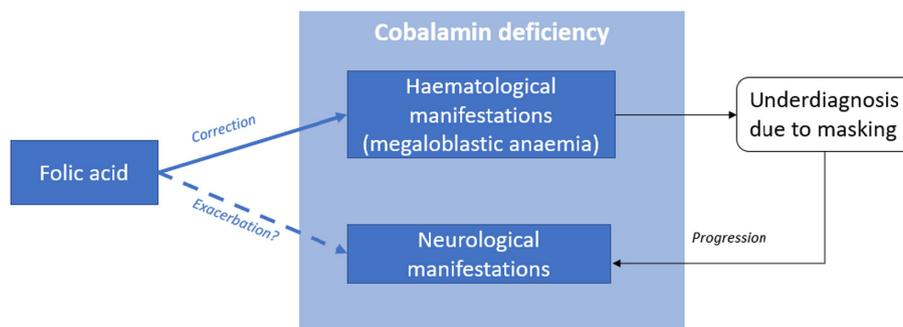 Cobalamin deficiency
Haematological
manifestations
(megaloblastic anaemia)
Underdiagnosis
due to masking
Correction
Folic acid
Exacerbation?
Neurological
manifestations
Progression